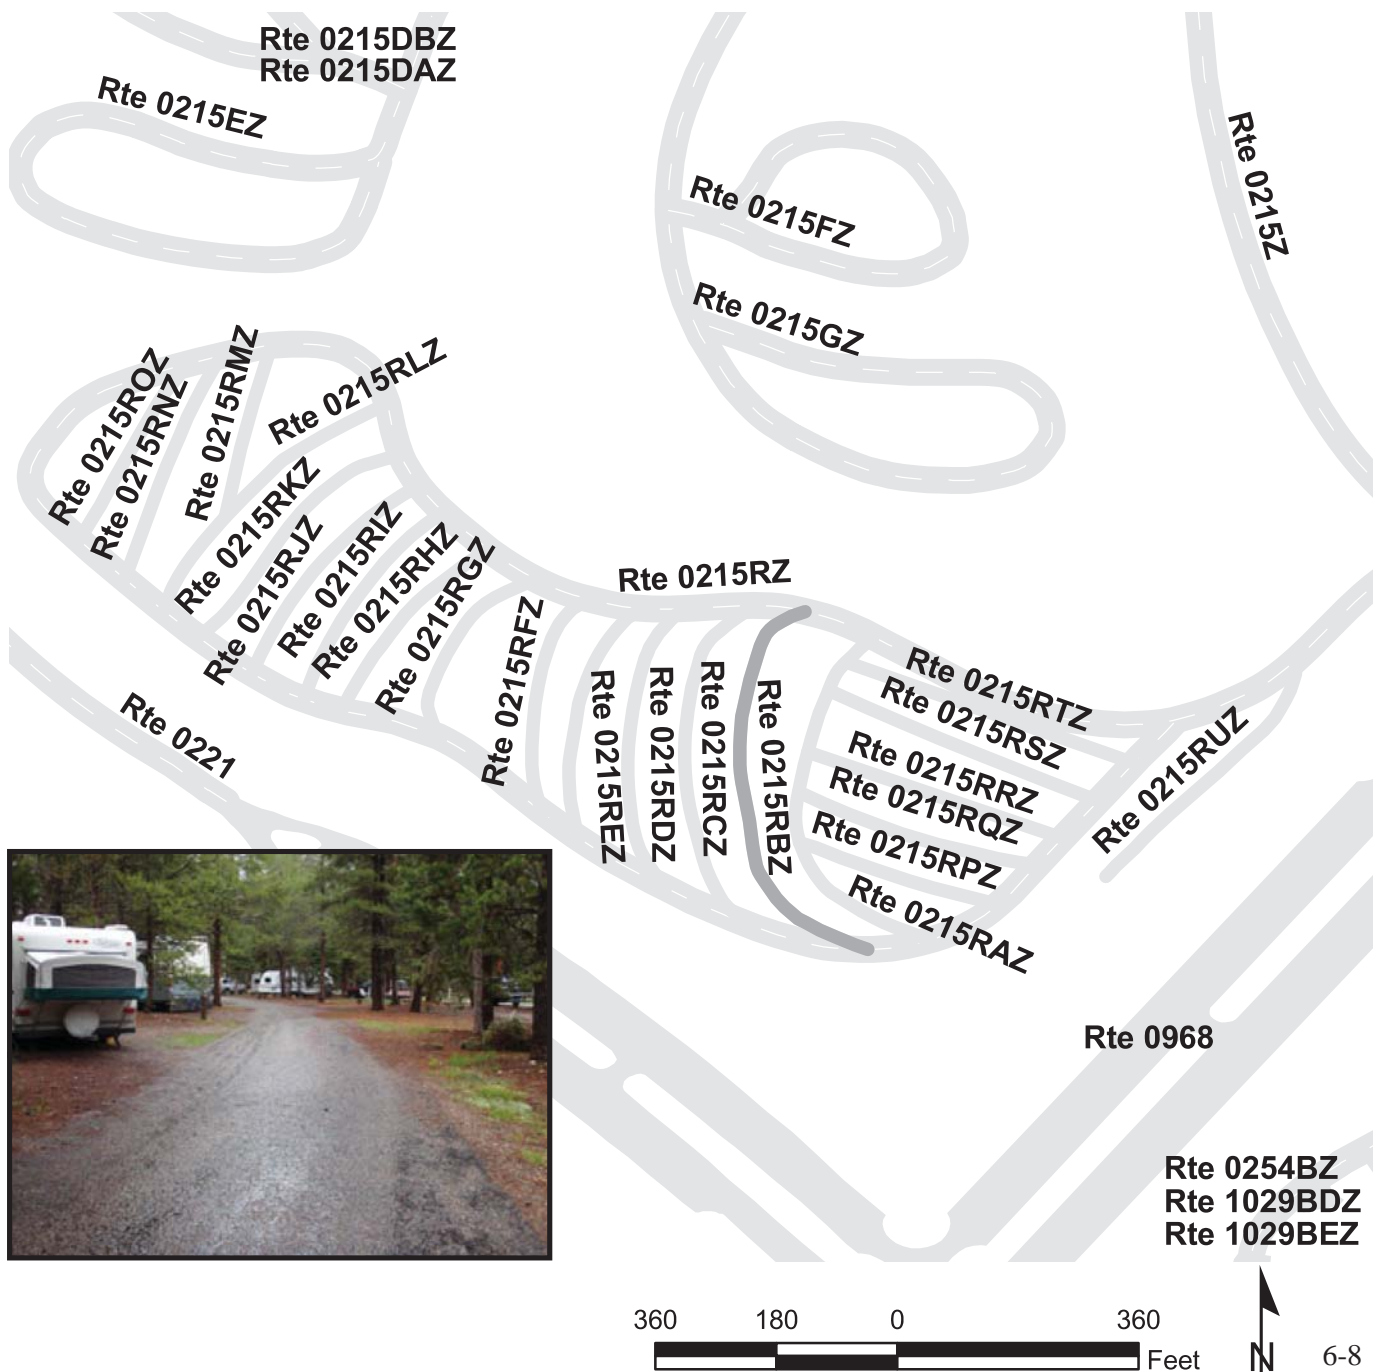 Rte 0215DBZ
Rte 0215DAZ
Rte 0215EZ
Rte 0215Z
Rte 0215FZ
Rte 0215GZ
Rte 0215ROZ
Rte 0215RNZ
Rte 0215RMZ
Rte 0215RLZ
Rte 0215RKZ
Rte 0215RJZ
Rte 0215RIZ
Rte 0215RHZ
Rte 0215RGZ
Rte 0215RFZ
Rte 0215RZ
Rte 0215REZ
Rte 0215RDZ
Rte 0215RCZ
Rte 0215RBZ
Rte 0215RTZ
Rte 0215RSZ
Rte 0215RRZ
Rte 0215RQZ
Rte 0215RPZ
Rte 0215RAZ
Rte 0215RUZ
Rte 0221
Rte 0968
Rte 0254BZ
Rte 1029BDZ
Rte 1029BEZ
360 180 0 360
Feet
N
6-8